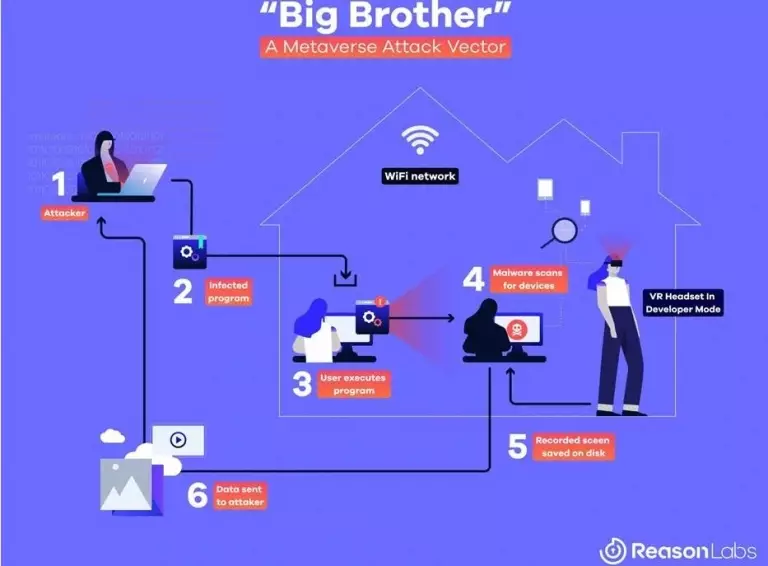 “Big Brother”
A Metaverse Attack Vector
WiFi network
1
Attacker
2
Infected
program
3
User executes
program
4
Malware scans
for devices
VR Headset In
Developer Mode
5
Recorded sceen
saved on disk
6
Data sent
to attaker
ReasonLabs